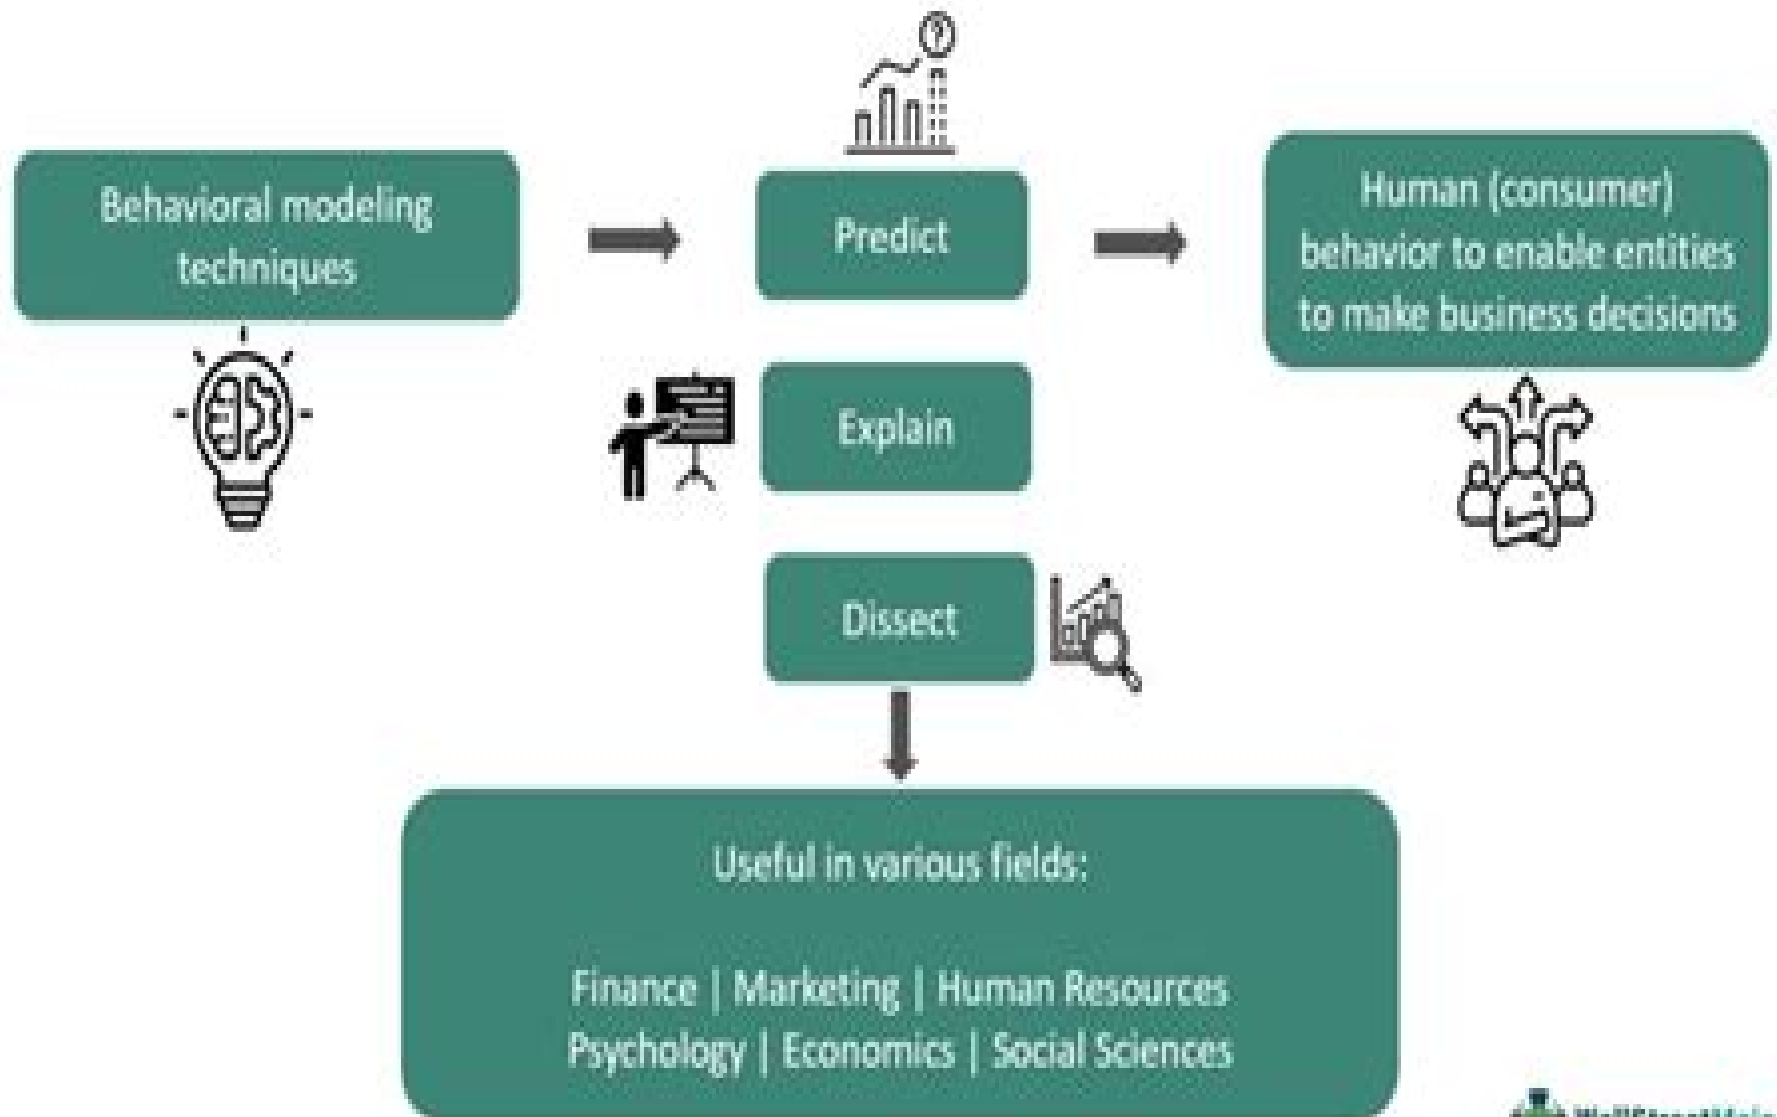 Behavioral modeling
techniques
Predict
Human (consumer)
behavior to enable entities
to make business decisions
Explain
Dissect
Useful in various fields:
Finance | Marketing | Human Resources
Psychology | Economics | Social Sciences